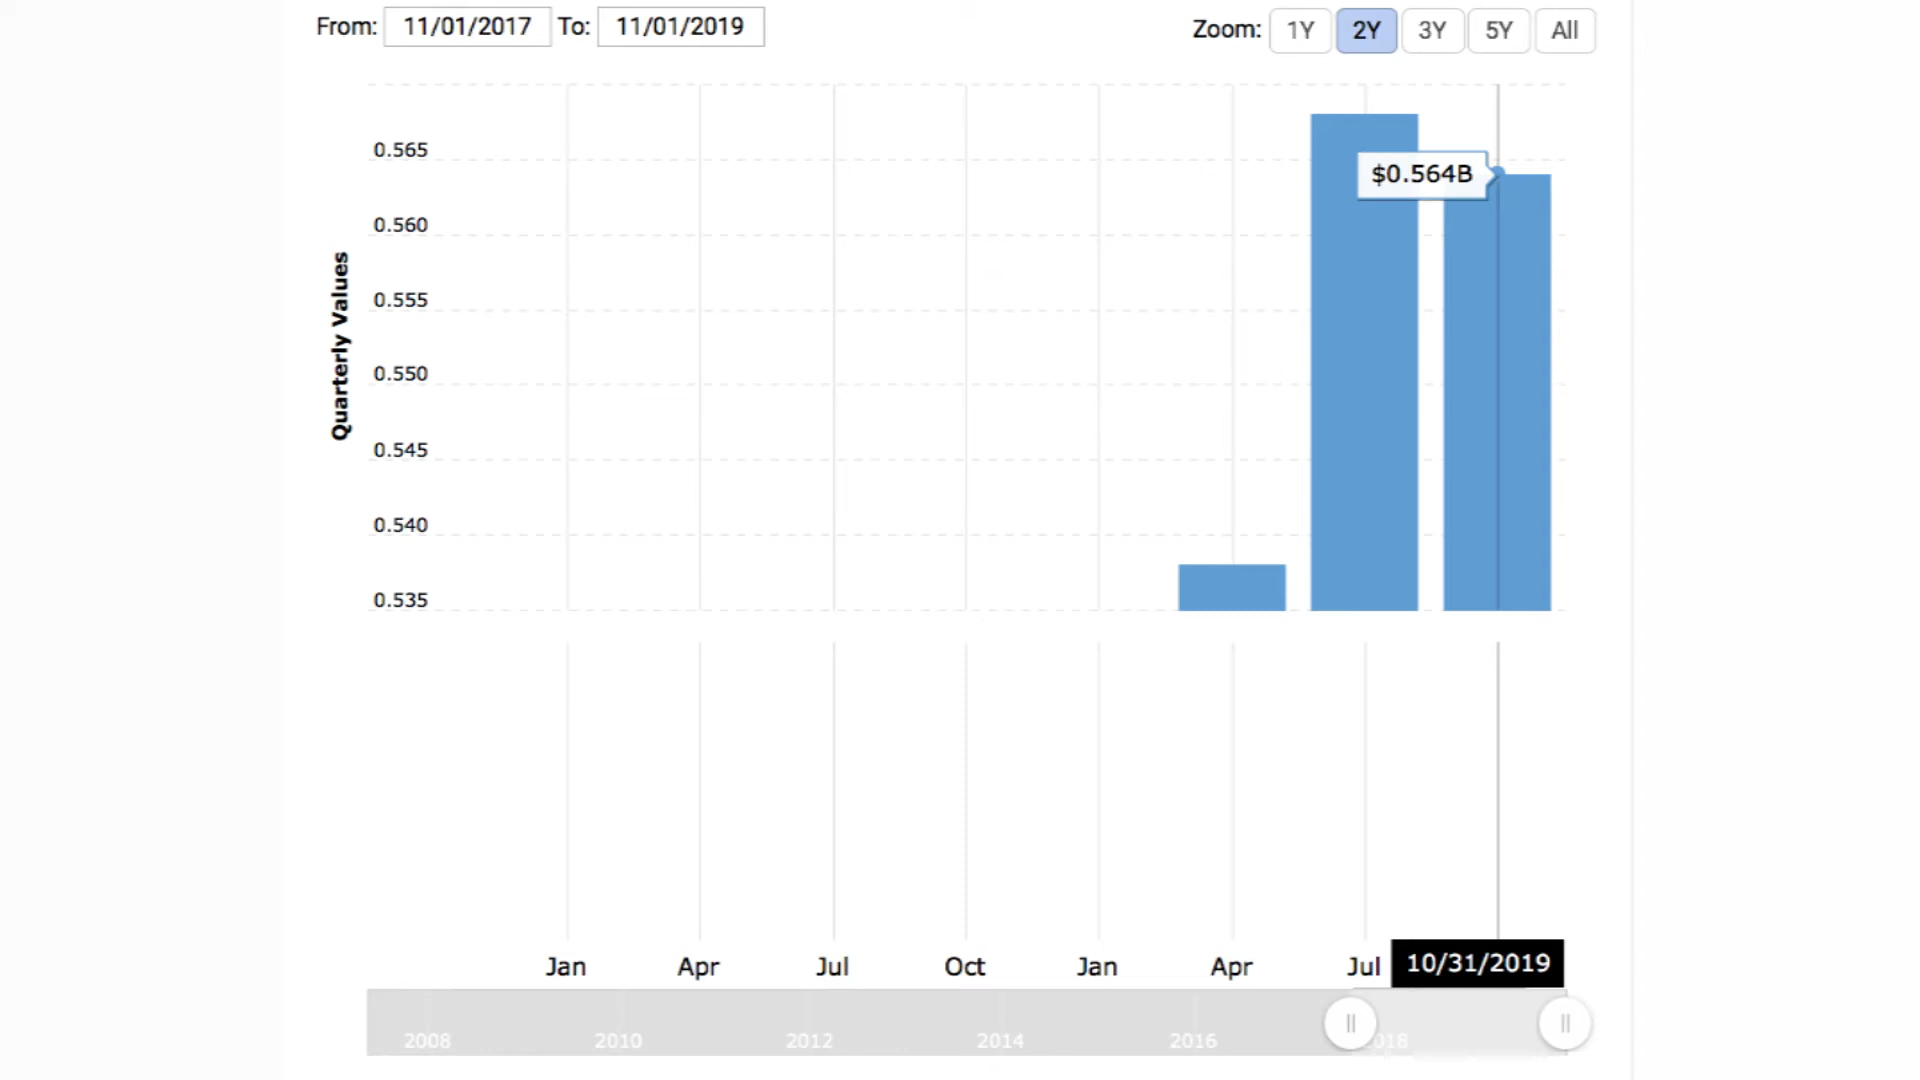 From: 11/01/2017 To: 11/01/2019
Zoom: 1Y 2Y 3Y 5Y All
0.565
$0.564B
0.560
0.555
0.550
0.545
0.540
0.535
Quarterly Values
Jan Apr Jul Oct Jan Apr Jul 10/31/2019
2008 2010 2012 2014 2016